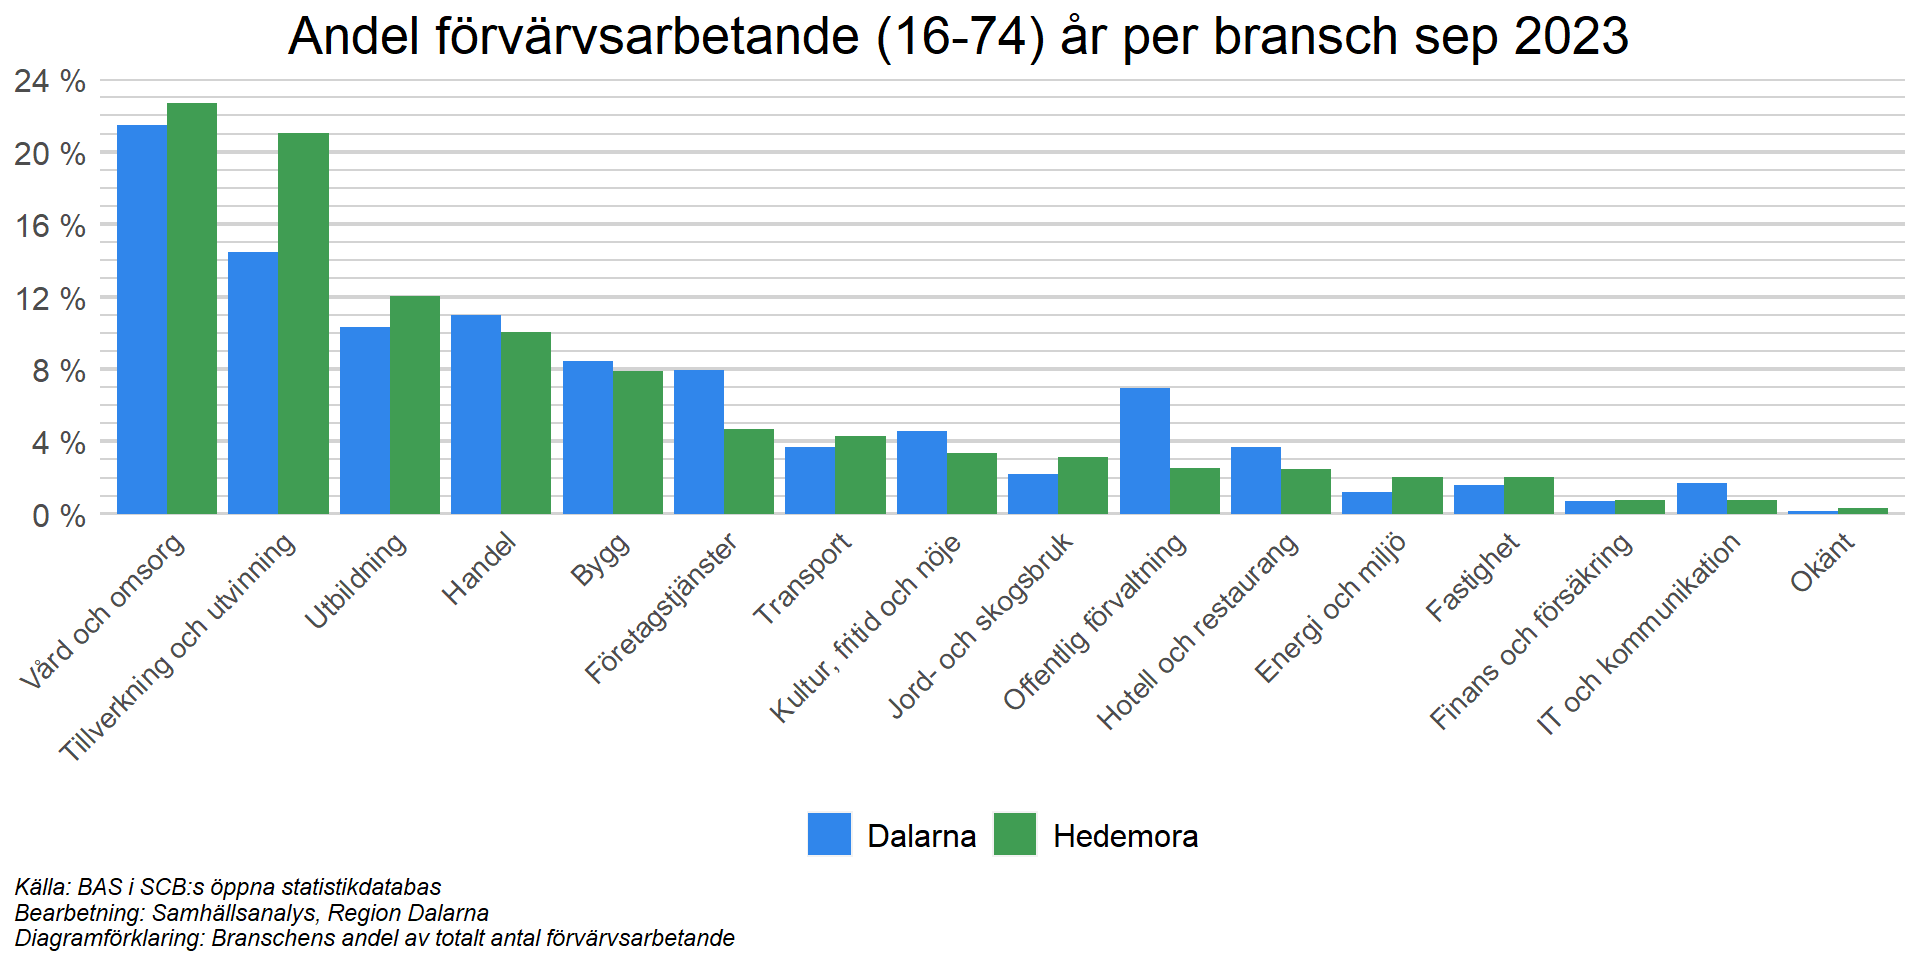 Andel förvärvsarbetande (16-74) år per bransch sep 2023
24 %
20 %
16 %
12 %
8 %
4 %
0 %
Vård och omsorg
Tillverkning och utvinning
Utbildning
Handel
Bygg
Företagstjänster
Transport
Kultur, fritid och nöje
Jord- och skogsbruk
Offentlig förvaltning
Hotell och restaurang
Energi och miljö
Fastighet
Finans och försäkring
IT och kommunikation
Okänt
Dalarna
Hedemora
Källa: BAS i SCB:s öppna statistikdatabas
Bearbetning: Samhällsanalys, Region Dalarna
Diagramförklaring: Branschens andel av totalt antal förvärvsarbetande